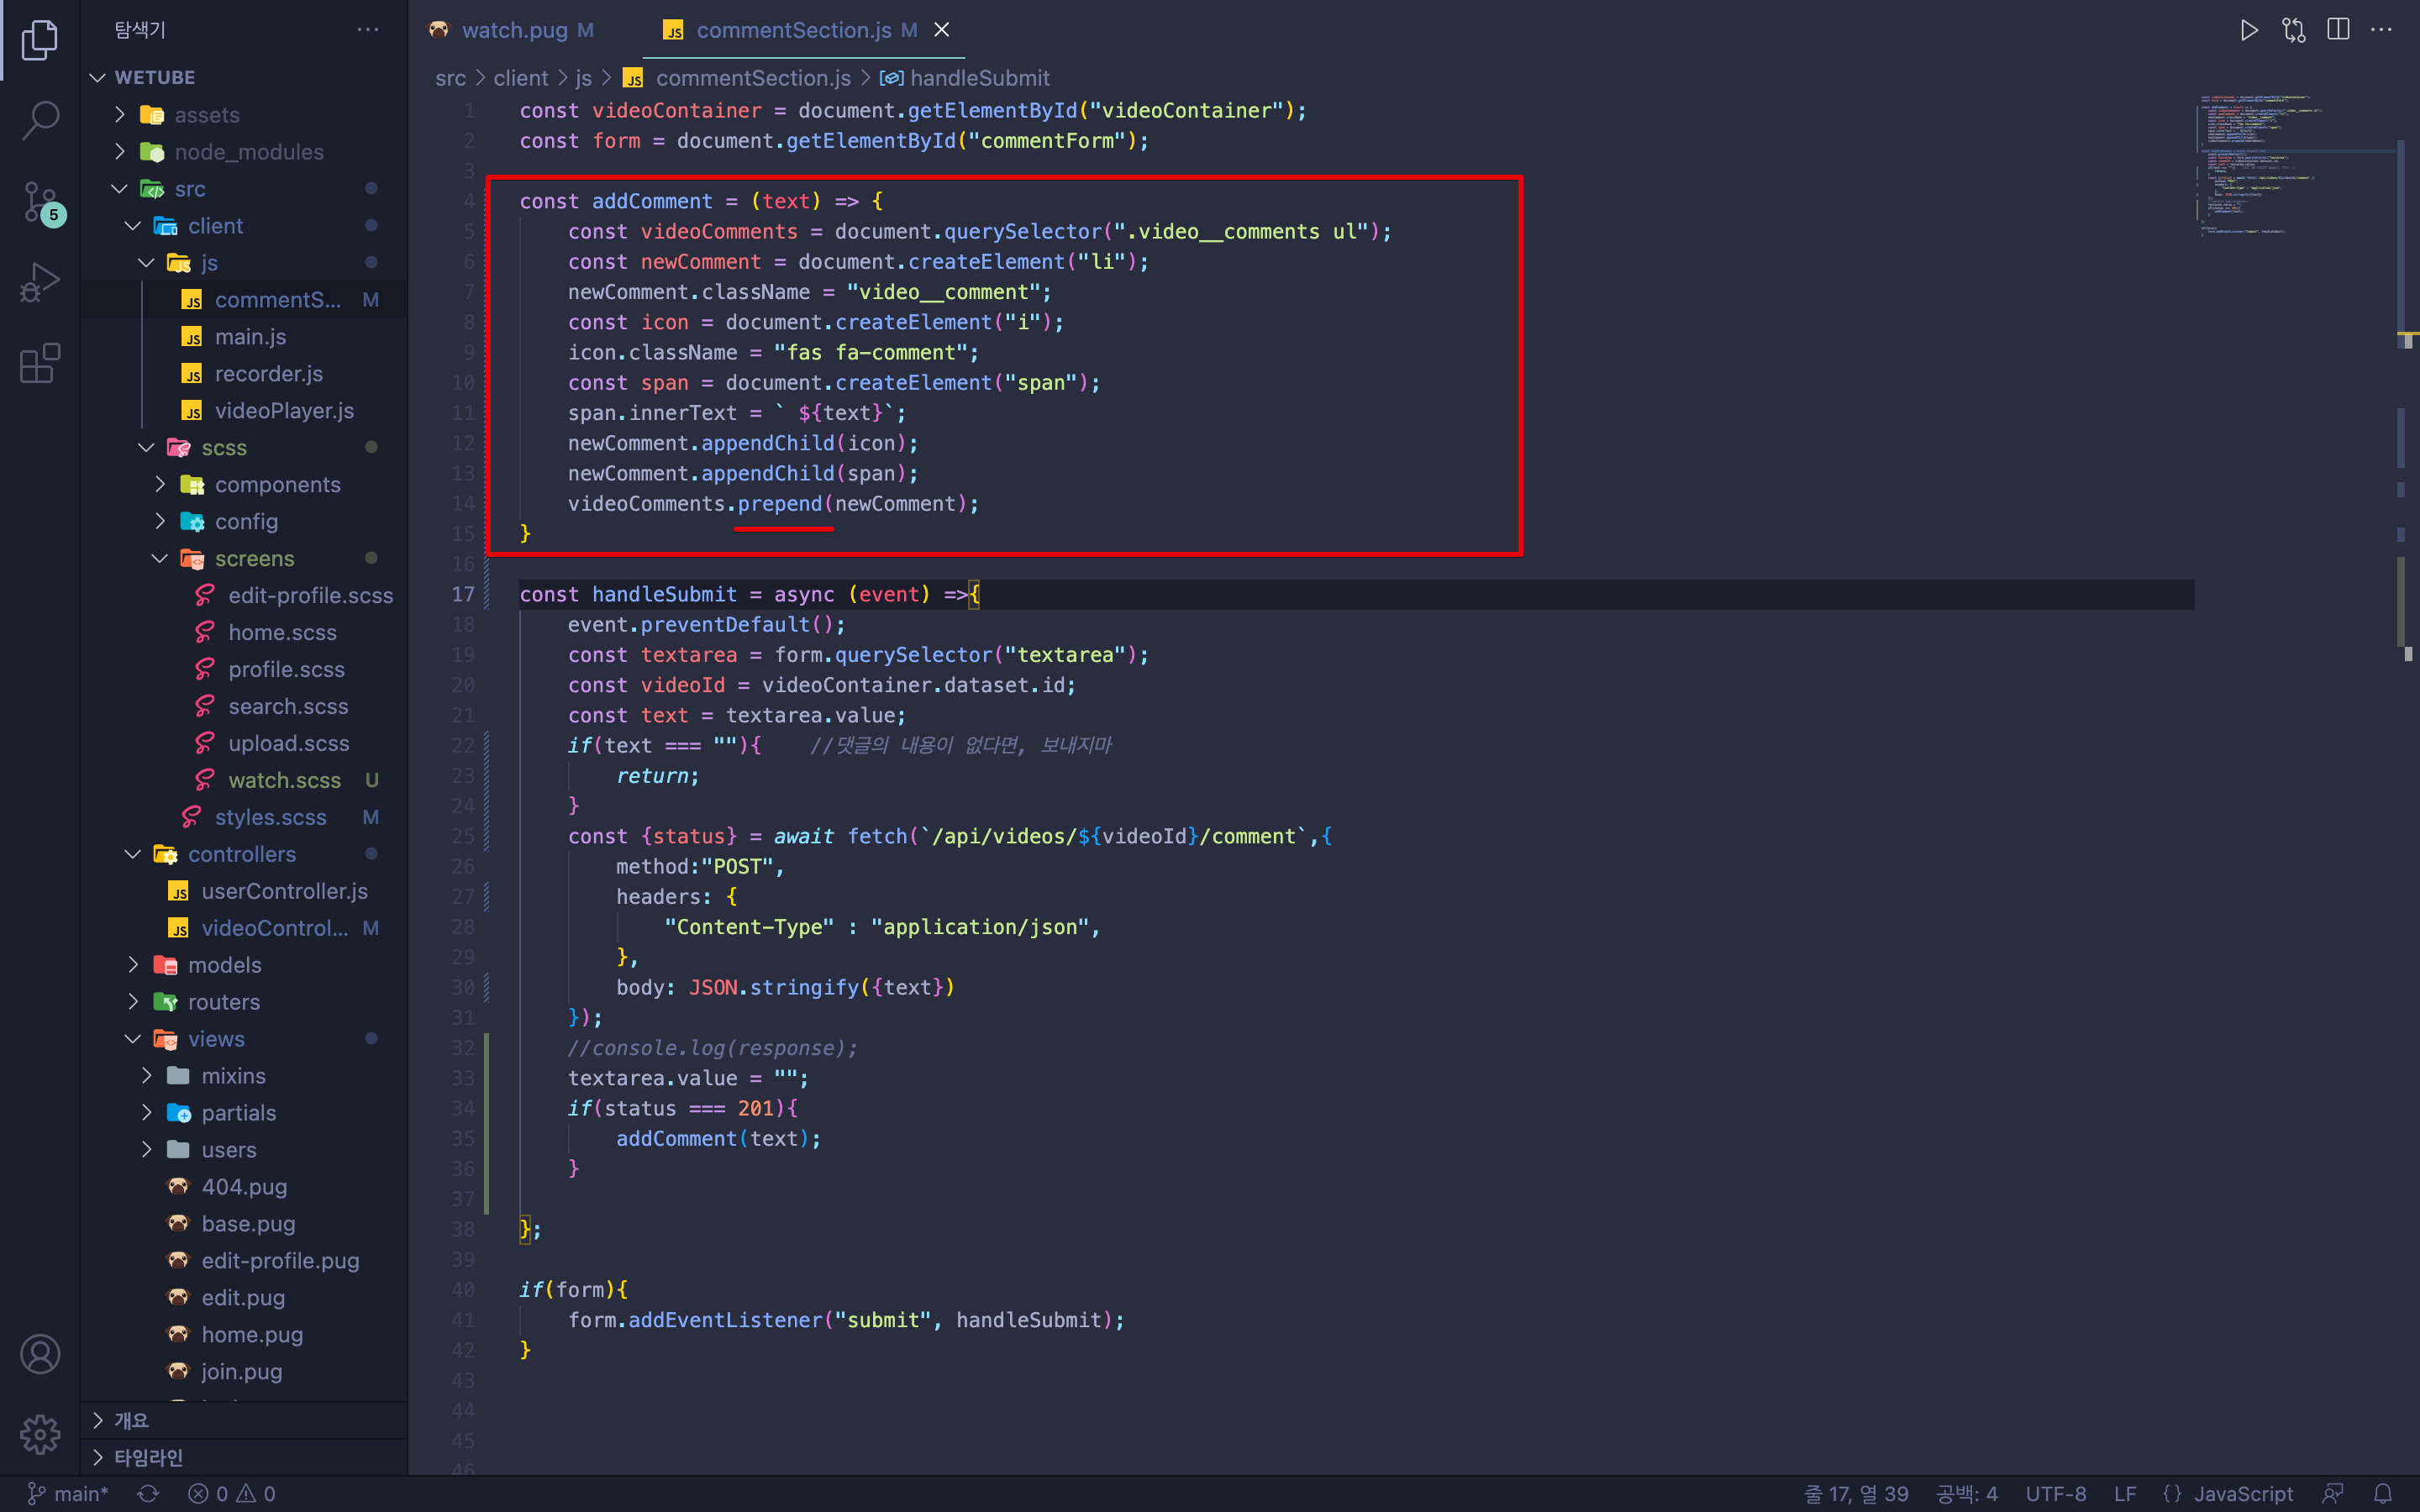 탐색기
WETUBE
assets
node_modules
src
client
js
commentS... M
main.js
recorder.js
videoPlayer.js
scss
components
config
screens
edit-profile.scss
home.scss
profile.scss
search.scss
upload.scss
watch.scss U
styles.scss M
controllers
userController.js
videoControl... M
models
routers
views
mixins
partials
users
404.pug
base.pug
edit-profile.pug
edit.pug
home.pug
join.pug
개요
타임라인
5
watch.pug M
JS commentSection.js M
src > client > js > JS commentSection.js > handleSubmit
1 const videoContainer = document.getElementById("videoContainer");
2 const form = document.getElementById("commentForm");
3
4 const addComment = (text) => {
5 const videoComments = document.querySelector(".video__comments ul");
6 const newComment = document.createElement("li");
7 newComment.className = "video__comment";
8 const icon = document.createElement("i");
9 icon.className = "fas fa-comment";
10 const span = document.createElement("span");
11 span.innerText = ` ${text}`;
12 newComment.appendChild(icon);
13 newComment.appendChild(span);
14 videoComments.prepend(newComment);
15 }
16
17 const handleSubmit = async (event) =>{
18 event.preventDefault();
19 const textarea = form.querySelector("textarea");
20 const videoId = videoContainer.dataset.id;
21 const text = textarea.value;
22 if(text === ""){ //댓글의 내용이 없다면, 보내지마
23 return;
24 }
25 const {status} = await fetch(`/api/videos/${videoId}/comment`,{
26 method:"POST",
27 headers: {
28 "Content-Type" : "application/json",
29 },
30 body: JSON.stringify({text})
31 });
32 //console.log(response);
33 textarea.value = "";
34 if(status === 201){
35 addComment(text);
36 }
37
38 };
39
40 if(form){
41 form.addEventListener("submit", handleSubmit);
42 }
43
44
45
46
main* 0 0
줄 17, 열 39 공백: 4 UTF-8 LF {} JavaScript